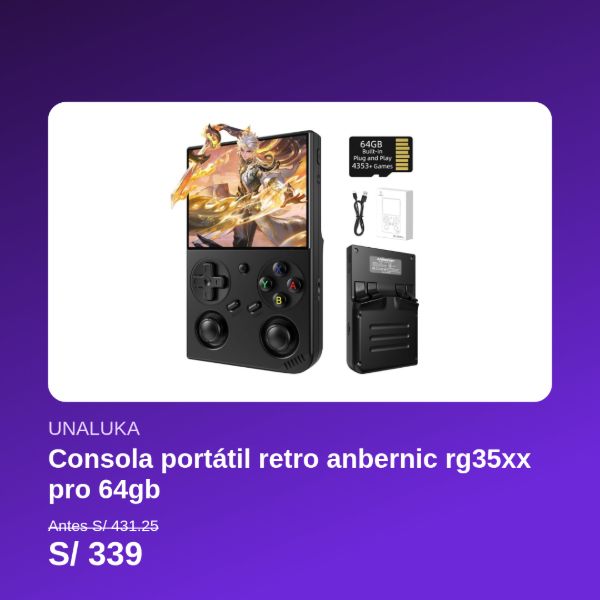 64GB
Built-in
Plug and Play
4353+ Games
X
Y
A
B
UNALUKA
Consola portátil retro anbernic rg35xx
pro 64gb
Antes S/ 431.25
S/ 339